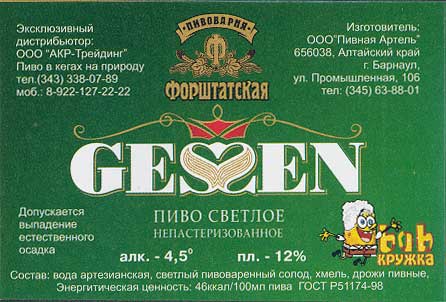 Эксклюзивный
дистрибьютор:
ООО "АКР-Трейдинг"
Пиво в кегах на природу
тел.(343) 338-07-89
моб.: 8-922-127-22-22
ПИВОВАРНЯ
Ф
ФОРШТАТСКАЯ
Изготовитель:
ООО"Пивная Артель"
656038, Алтайский край
г. Барнаул,
ул. Промышленная, 106
тел: (345) 63-88-01
GESSEN
ПИВО СВЕТЛОЕ
НЕПАСТЕРИЗОВАННОЕ
Допускается
выпадение
естественного
осадка
алк. - 4,5⁰ пл. - 12%
КРУЖКА
Состав: вода артезианская, светлый пивоваренный солод, хмель, дрожи пивные,
Энергитическая ценность: 46ккал/100мл пива ГОСТ Р51174-98